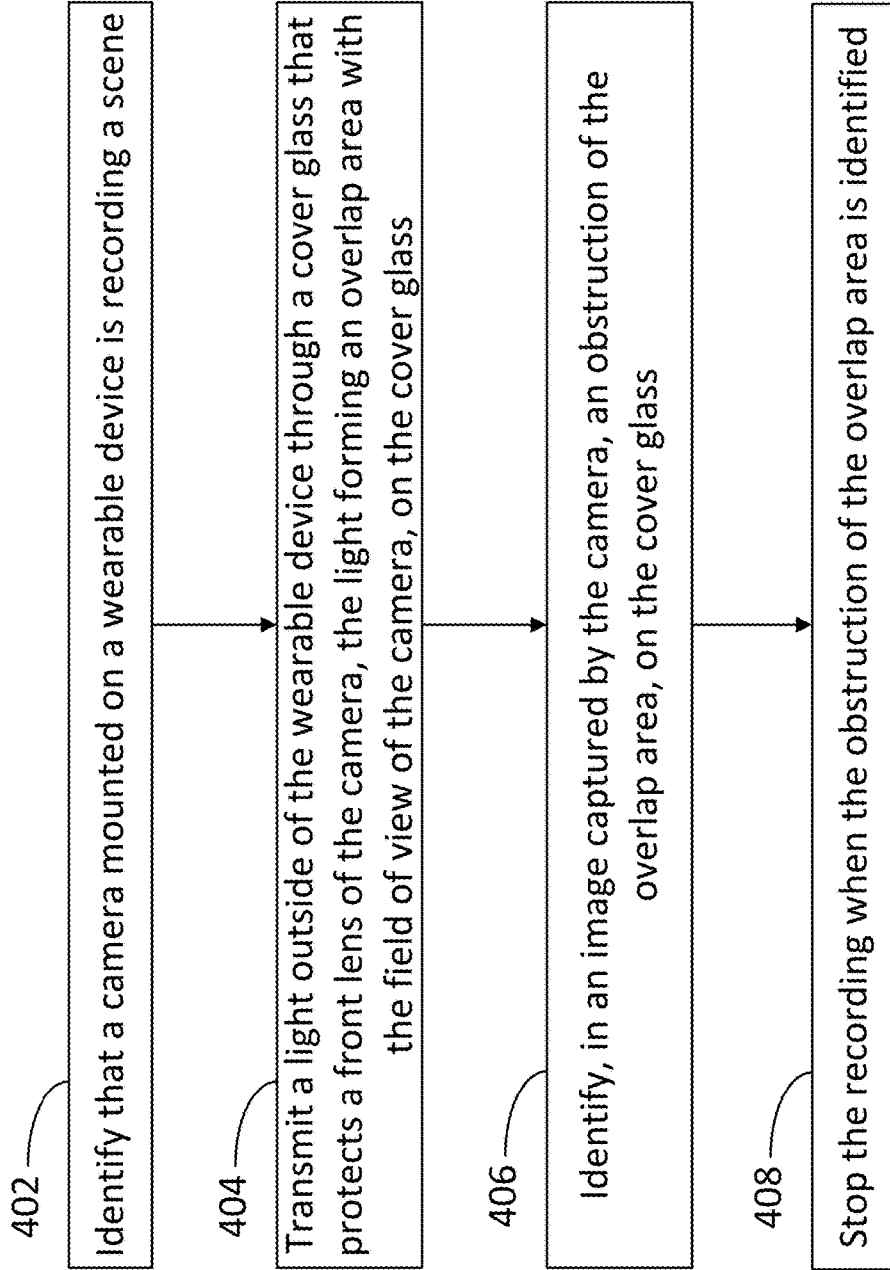 402
Identify that a camera mounted on a wearable device is recording a scene
404
Transmit a light outside of the wearable device through a cover glass that
protects a front lens of the camera, the light forming an overlap area with
the field of view of the camera, on the cover glass
406
Identify, in an image captured by the camera, an obstruction of the
overlap area, on the cover glass
408
Stop the recording when the obstruction of the overlap area is identified